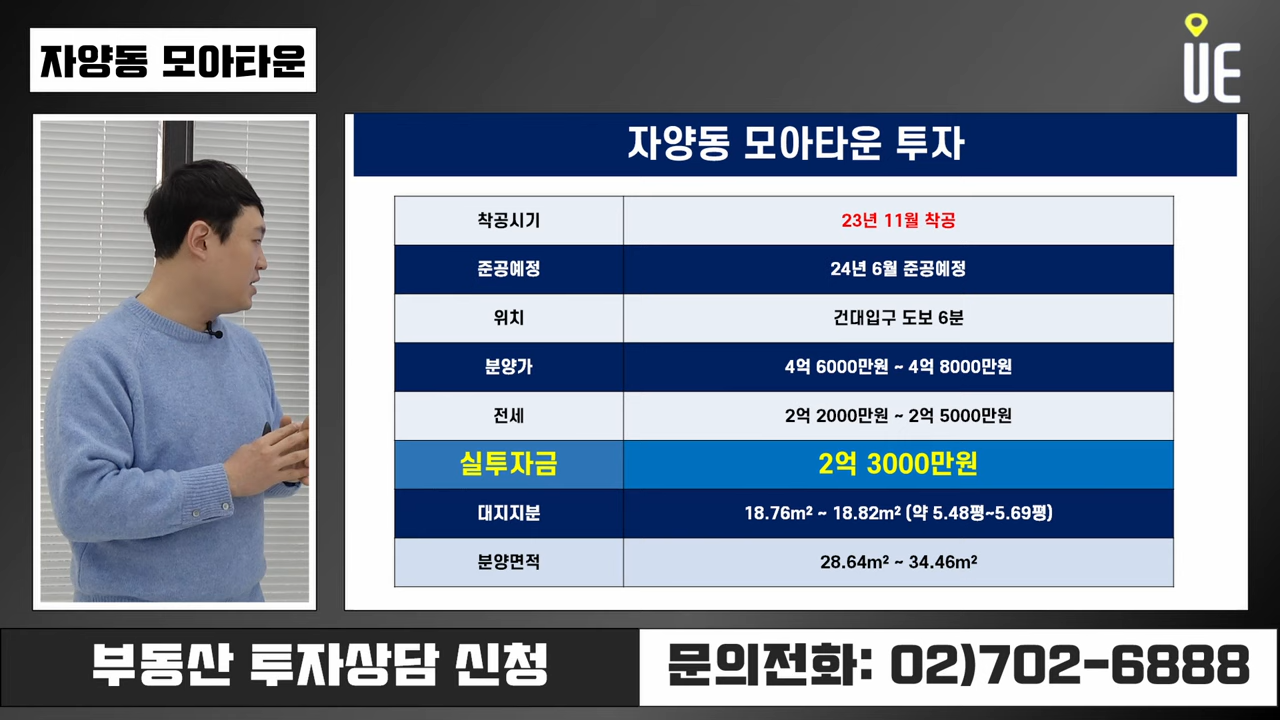 자양동 모아타운
UE
자양동 모아타운 투자
착공시기 23년 11월 착공
준공예정 24년 6월 준공예정
위치 건대입구 도보 6분
분양가 4억 6000만원 ~ 4억 8000만원
전세 2억 2000만원 ~ 2억 5000만원
실투자금 2억 3000만원
대지지분 18.76m² ~ 18.82m² (약 5.48평~5.69평)
분양면적 28.64m² ~ 34.46m²
부동산 투자상담 신청
문의전화: 02)702-6888